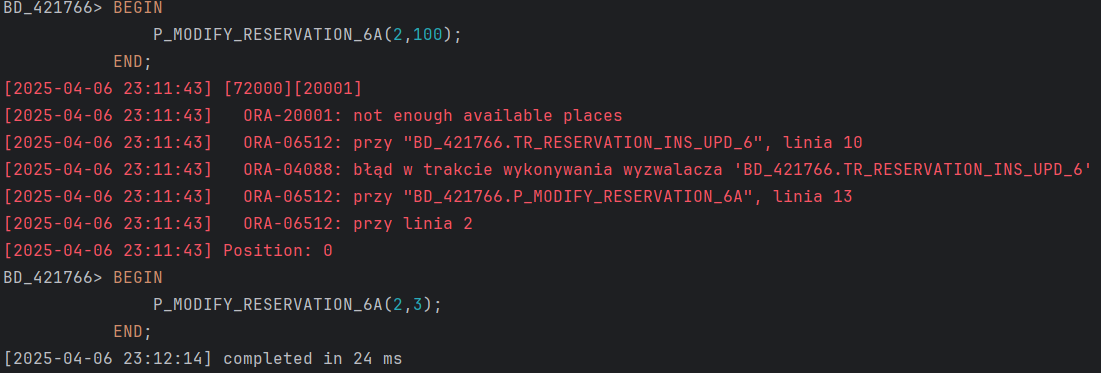 BD_421766> BEGIN
P_MODIFY_RESERVATION_6A(2,100);
END;
[2025-04-06 23:11:43] [72000][20001]
[2025-04-06 23:11:43] ORA-20001: not enough available places
[2025-04-06 23:11:43] ORA-06512: przy "BD_421766.TR_RESERVATION_INS_UPD_6", linia 10
[2025-04-06 23:11:43] ORA-04088: błąd w trakcie wykonywania wyzwalacza 'BD_421766.TR_RESERVATION_INS_UPD_6'
[2025-04-06 23:11:43] ORA-06512: przy "BD_421766.P_MODIFY_RESERVATION_6A", linia 13
[2025-04-06 23:11:43] ORA-06512: przy linia 2
[2025-04-06 23:11:43] Position: 0
BD_421766> BEGIN
P_MODIFY_RESERVATION_6A(2,3);
END;
[2025-04-06 23:12:14] completed in 24 ms